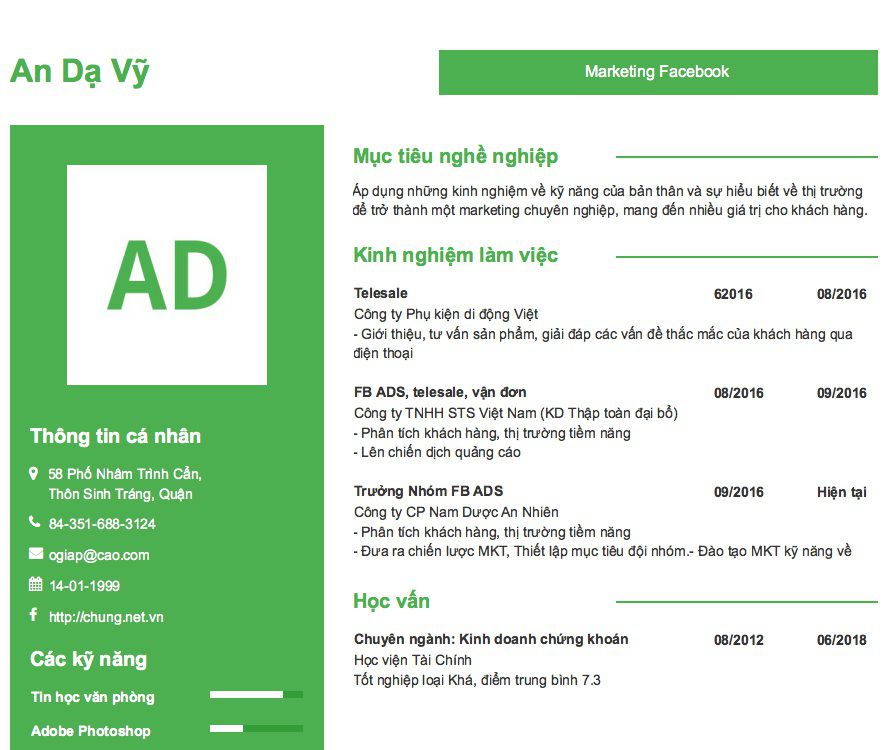 An Dạ Vỹ
Marketing Facebook
AD
Thông tin cá nhân
58 Phố Nhâm Trình Cẩn,
Thôn Sinh Tráng, Quận
84-351-688-3124
ogiap@cao.com
14-01-1999
http://chung.net.vn
Các kỹ năng
Tin học văn phòng
Adobe Photoshop
Mục tiêu nghề nghiệp
Áp dụng những kinh nghiệm về kỹ năng của bản thân và sự hiểu biết về thị trường
để trở thành một marketing chuyên nghiệp, mang đến nhiều giá trị cho khách hàng.
Kinh nghiệm làm việc
Telesale 62016 08/2016
Công ty Phụ kiện di động Việt
- Giới thiệu, tư vấn sản phẩm, giải đáp các vấn đề thắc mắc của khách hàng qua
điện thoại
FB ADS, telesale, vận đơn 08/2016 09/2016
Công ty TNHH STS Việt Nam (KD Thập toàn đại bổ)
- Phân tích khách hàng, thị trường tiềm năng
- Lên chiến dịch quảng cáo
Trưởng Nhóm FB ADS 09/2016 Hiện tại
Công ty CP Nam Dược An Nhiên
- Phân tích khách hàng, thị trường tiềm năng
- Đưa ra chiến lược MKT, Thiết lập mục tiêu đội nhóm.- Đào tạo MKT kỹ năng về
Học vấn
Chuyên ngành: Kinh doanh chứng khoán 08/2012 06/2018
Học viện Tài Chính
Tốt nghiệp loại Khá, điểm trung bình 7.3